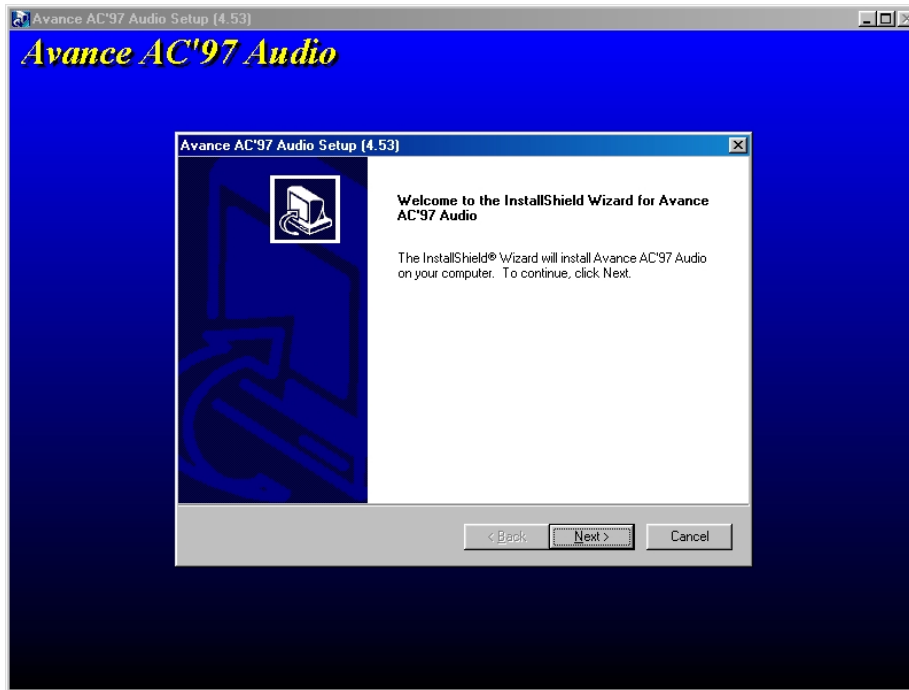 Avance AC'97 Audio Setup (4.53)
Avance AC'97 Audio
Avance AC'97 Audio Setup (4.53)
Welcome to the InstallShield Wizard for Avance
AC'97 Audio
The InstallShield® Wizard will install Avance AC'97 Audio
on your computer.  To continue, click Next.
< Back
Next >
Cancel